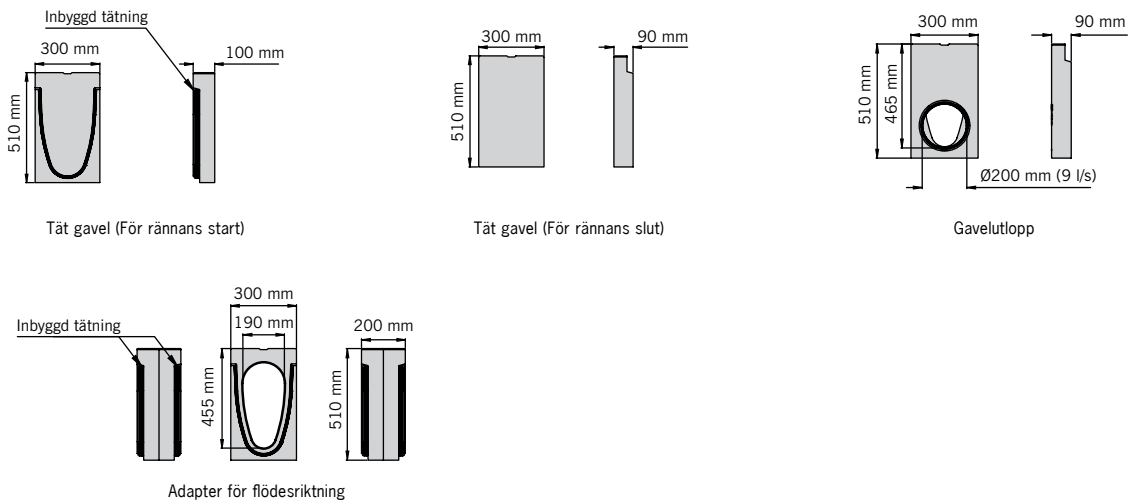 Inbyggd tätning
300 mm
100 mm
510 mm
Tät gavel (För rännans start)
300 mm
90 mm
510 mm
Tät gavel (För rännans slut)
300 mm
90 mm
510 mm
465 mm
Ø200 mm (9 l/s)
Gavelutlopp
Inbyggd tätning
300 mm
190 mm
200 mm
455 mm
510 mm
Adapter för flödesriktning